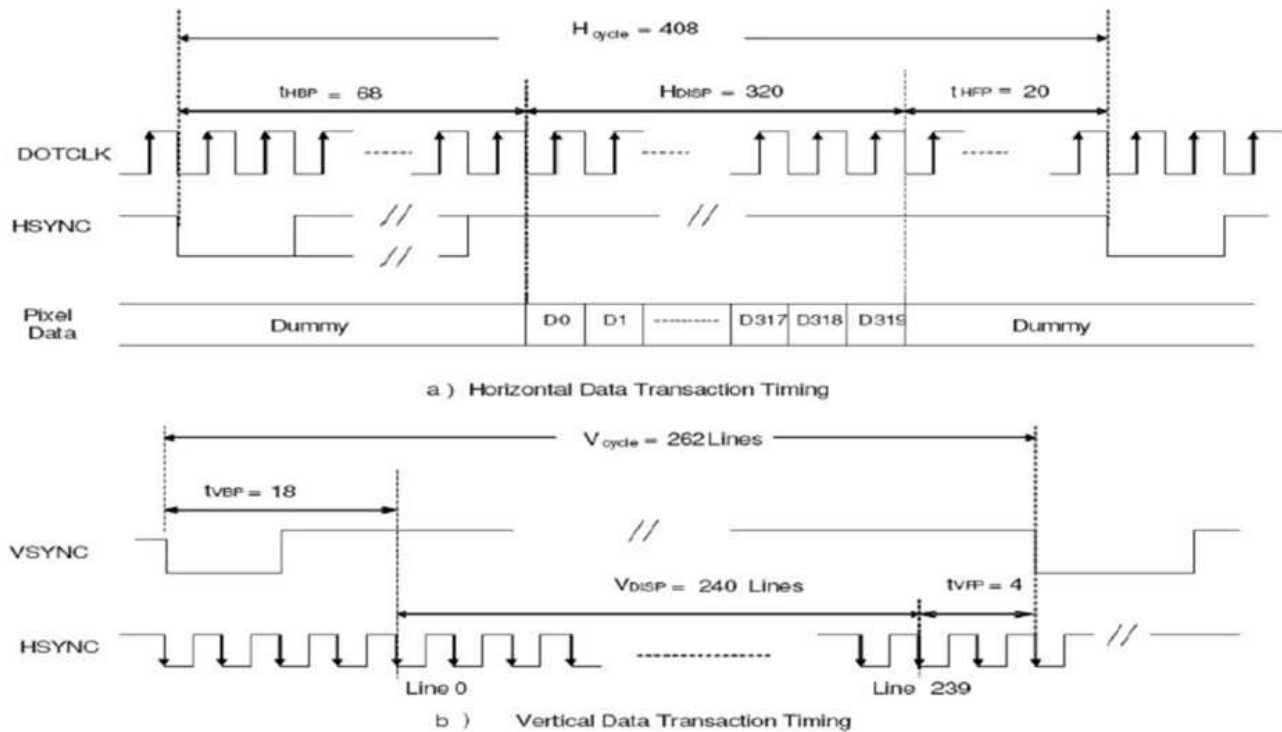 H cycle = 408
tHBP = 68
HDISP = 320
t HFP = 20
DOTCLK
HSYNC
Pixel Data
Dummy
D0
D1
D317
D318
D319
Dummy
a ) Horizontal Data Transaction Timing
V cycle = 262 Lines
tVBP = 18
VSYNC
VDISP = 240 Lines
tVFP = 4
HSYNC
Line 0
Line 239
b ) Vertical Data Transaction Timing